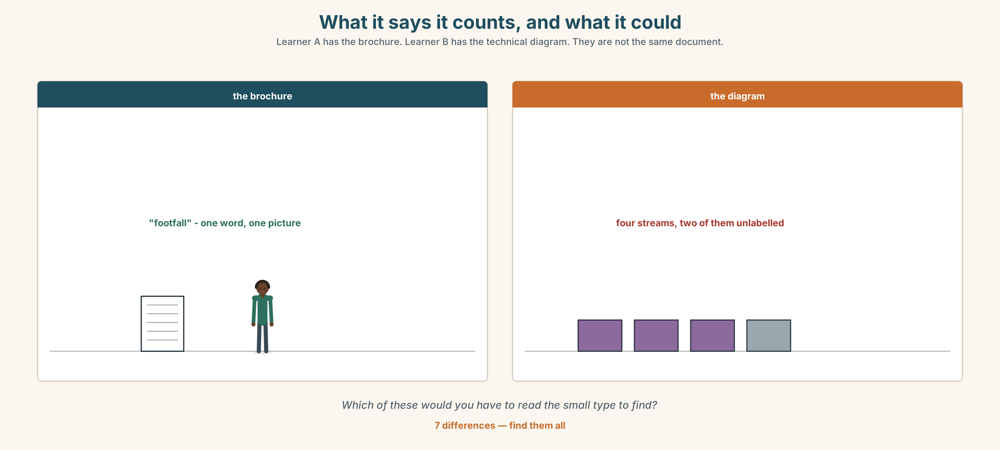 What it says it counts, and what it could
Learner A has the brochure. Learner B has the technical diagram. They are not the same document.
the brochure
"footfall" - one word, one picture
the diagram
four streams, two of them unlabelled
Which of these would you have to read the small type to find?
7 differences — find them all